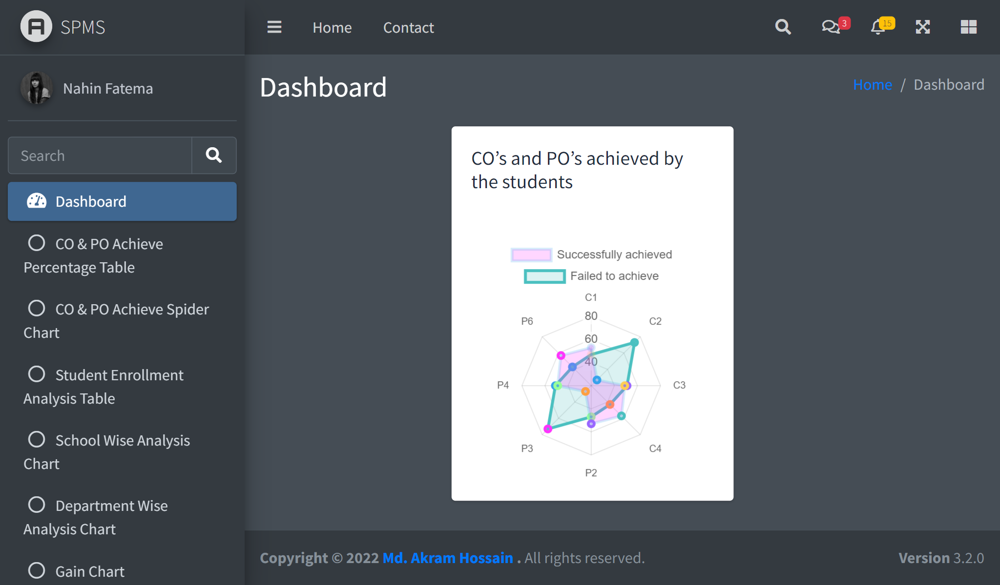 SPMS
Home
Contact
3
15
Nahin Fatema
Search
Dashboard
CO & PO Achieve
Percentage Table
CO & PO Achieve Spider
Chart
Student Enrollment
Analysis Table
School Wise Analysis
Chart
Department Wise
Analysis Chart
Gain Chart
Dashboard
Home / Dashboard
CO’s and PO’s achieved by
the students
Successfully achieved
Failed to achieve
C1
80
P6
C2
60
40
P4
C3
P3
C4
P2
Copyright © 2022 Md. Akram Hossain . All rights reserved.
Version 3.2.0